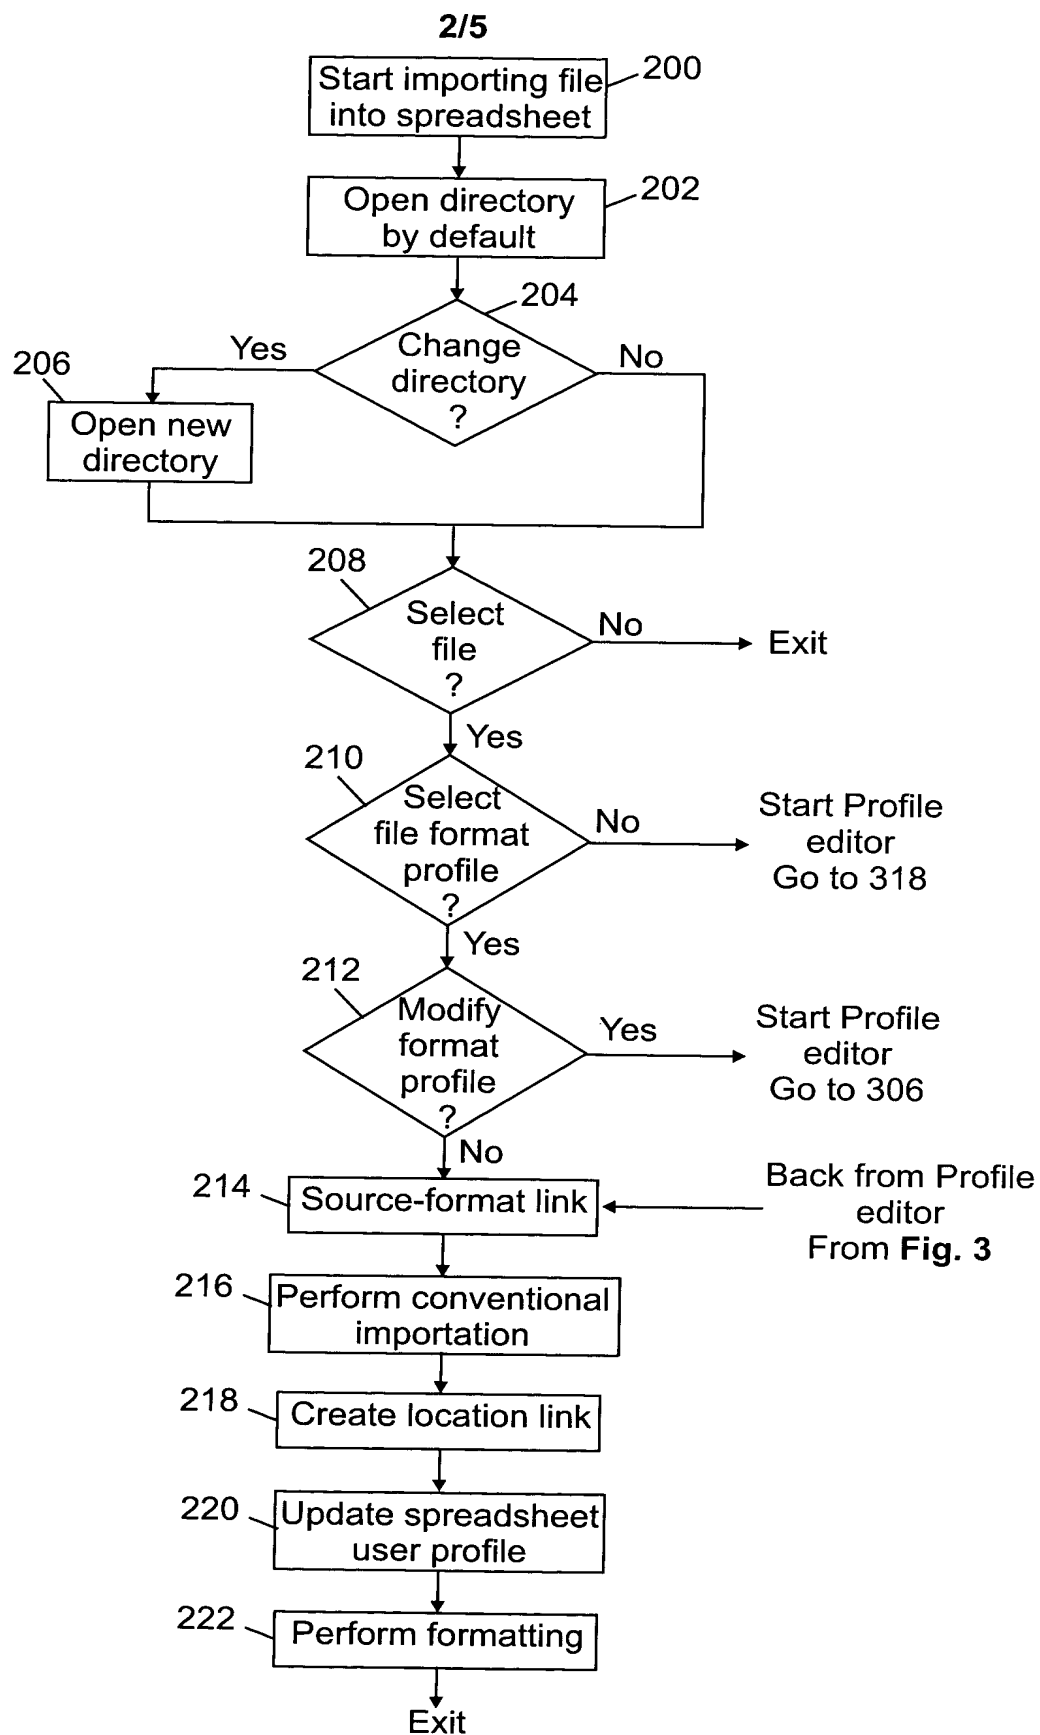 2/5
Start importing file
into spreadsheet
200
Open directory
by default
202
204
Change
directory
?
Yes
No
206
Open new
directory
208
Select
file
?
No
Exit
Yes
210
Select
file format
profile
?
No
Start Profile
editor
Go to 318
Yes
212
Modify
format
profile
?
Yes
Start Profile
editor
Go to 306
No
214
Source-format link
Back from Profile
editor
From Fig. 3
216
Perform conventional
importation
218
Create location link
220
Update spreadsheet
user profile
222
Perform formatting
Exit